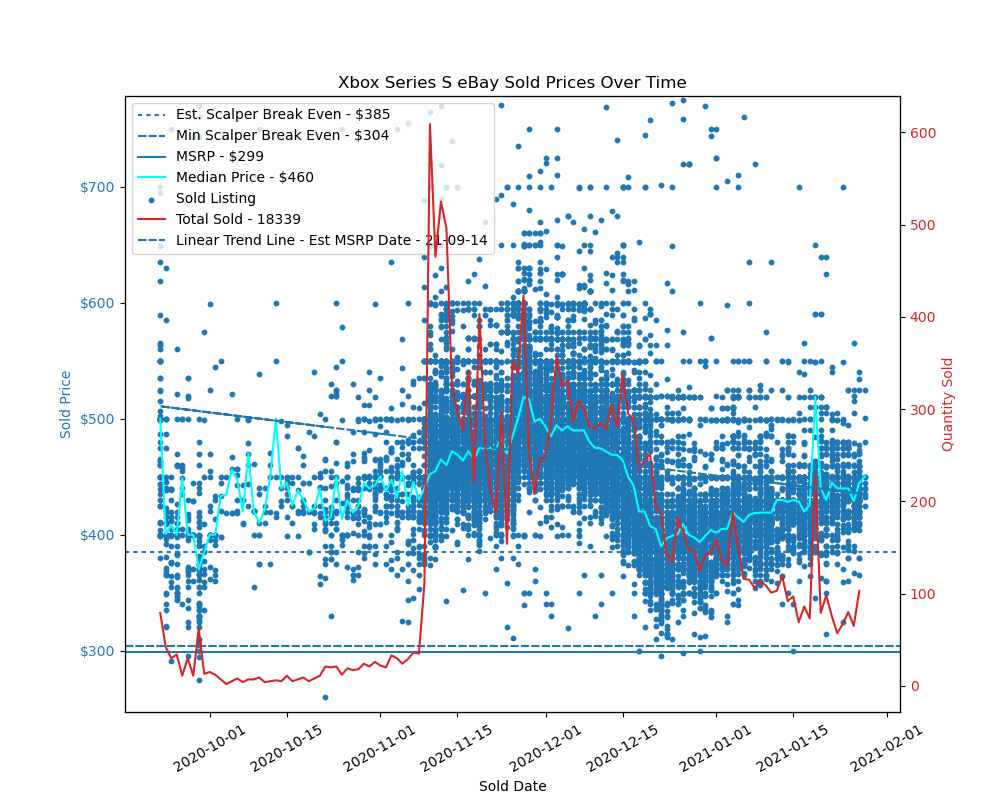 Xbox Series S eBay Sold Prices Over Time
Est. Scalper Break Even - $385
Min Scalper Break Even - $304
MSRP - $299
Median Price - $460
Sold Listing
Total Sold - 18339
Linear Trend Line - Est MSRP Date - 21-09-14
$700
$600
$500
$400
$300
Sold Price
600
500
400
300
200
100
0
Quantity Sold
2020-10-01
2020-10-15
2020-11-01
2020-11-15
2020-12-01
2020-12-15
2021-01-01
2021-01-15
2021-02-01
Sold Date